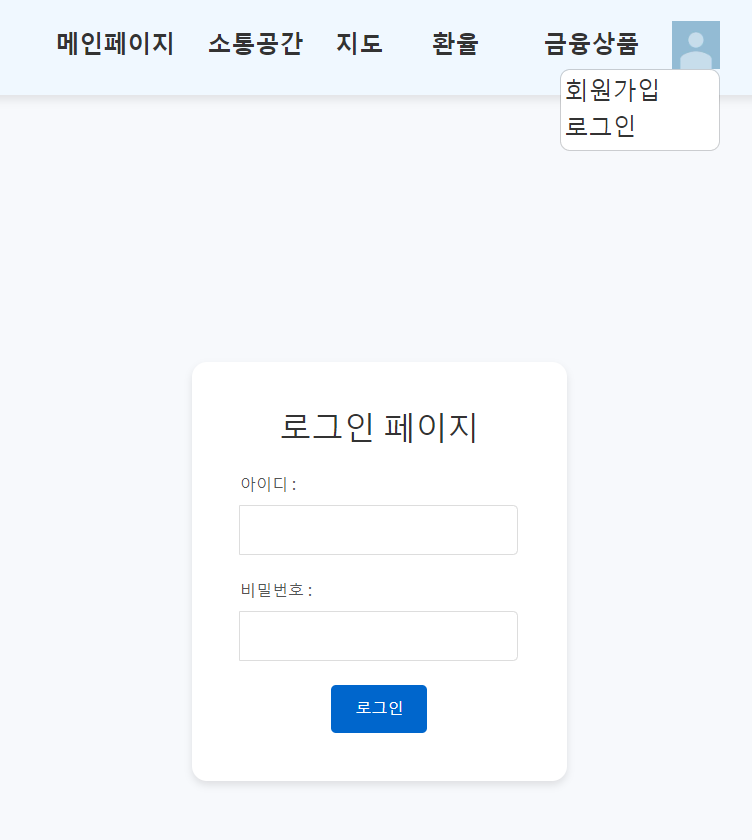 메인페이지 소통공간 지도 환율 금융상품
회원가입
로그인
로그인 페이지
아이디 :
비밀번호 :
로그인